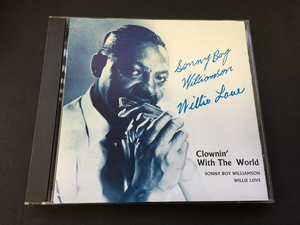 Sonny Boy
Williamson
Willie Love
Clownin'
With The World
SONNY BOY WILLIAMSON
WILLIE LOVE